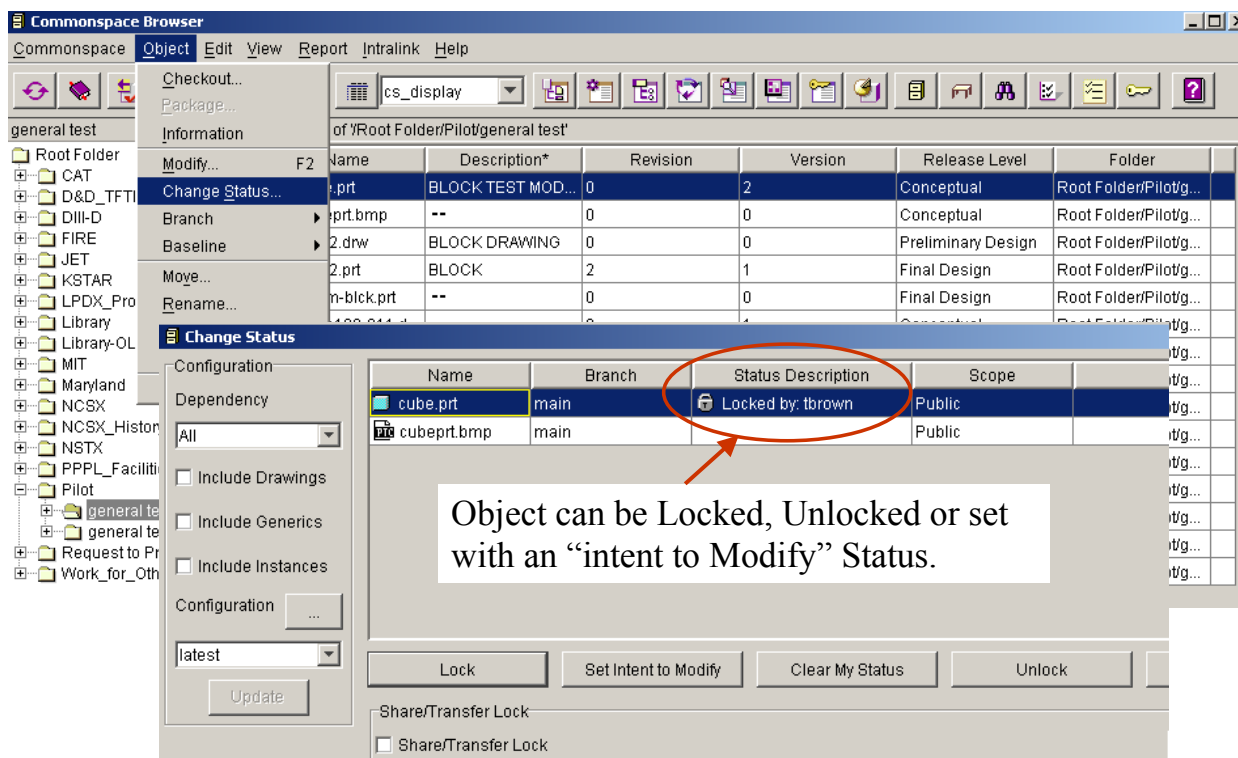 Commonspace Browser
Commonspace Object Edit View Report Intralink Help
Checkout...
Package...
Information
Modify... F2
Change Status...
Branch
Baseline
Move...
Rename...
cs_display
general test
of '/Root Folder/Pilot/general test'
Root Folder
CAT
D&D_TFTI
DIII-D
FIRE
JET
KSTAR
LPDX_Pro
Library
Library-OL
MIT
Maryland
NCSX
NCSX_Histor
NSTX
PPPL_Faciliti
Pilot
general te
general te
Request to Pr
Work_for_Oth
Name Description* Revision Version Release Level Folder
.prt BLOCK TEST MOD... 0 2 Conceptual Root Folder/Pilot/g...
prt.bmp -- 0 0 Conceptual Root Folder/Pilot/g...
2.drw BLOCK DRAWING 0 0 Preliminary Design Root Folder/Pilot/g...
2.prt BLOCK 2 1 Final Design Root Folder/Pilot/g...
m-blck.prt -- 0 0 Final Design Root Folder/Pilot/g...
Change Status
Configuration
Dependency
All
Include Drawings
Include Generics
Include Instances
Configuration ...
latest
Update
Name Branch Status Description Scope
cube.prt main Locked by: tbrown Public
cubeprt.bmp main Public
Object can be Locked, Unlocked or set
with an “intent to Modify” Status.
Lock Set Intent to Modify Clear My Status Unlock
Share/Transfer Lock
Share/Transfer Lock